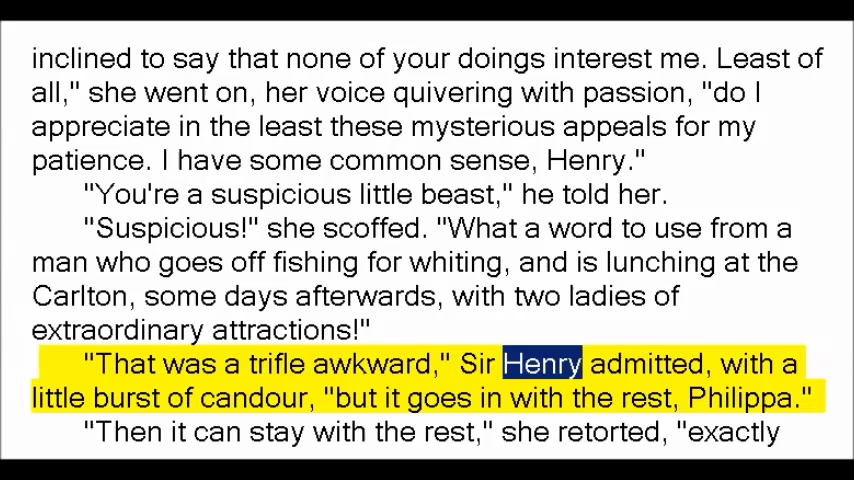 inclined to say that none of your doings interest me. Least of
all," she went on, her voice quivering with passion, "do I
appreciate in the least these mysterious appeals for my
patience. I have some common sense, Henry."
"You're a suspicious little beast," he told her.
"Suspicious!" she scoffed. "What a word to use from a
man who goes off fishing for whiting, and is lunching at the
Carlton, some days afterwards, with two ladies of
extraordinary attractions!"
"That was a trifle awkward," Sir Henry admitted, with a
little burst of candour, "but it goes in with the rest, Philippa."
"Then it can stay with the rest," she retorted, "exactly